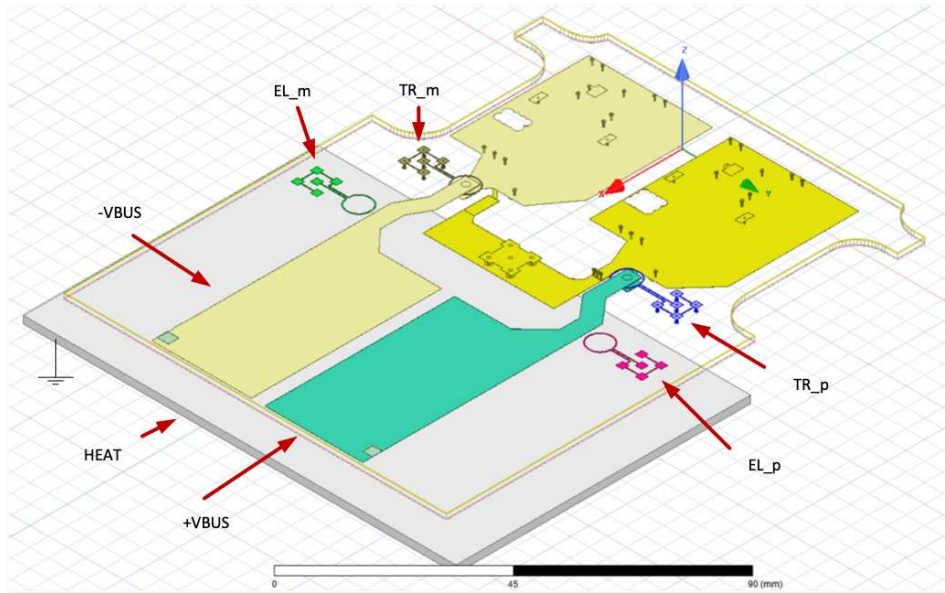 Z
EL_m
TR_m
X
Y
-VBUS
TR_p
HEAT
EL_p
+VBUS
0
45
90 (mm)